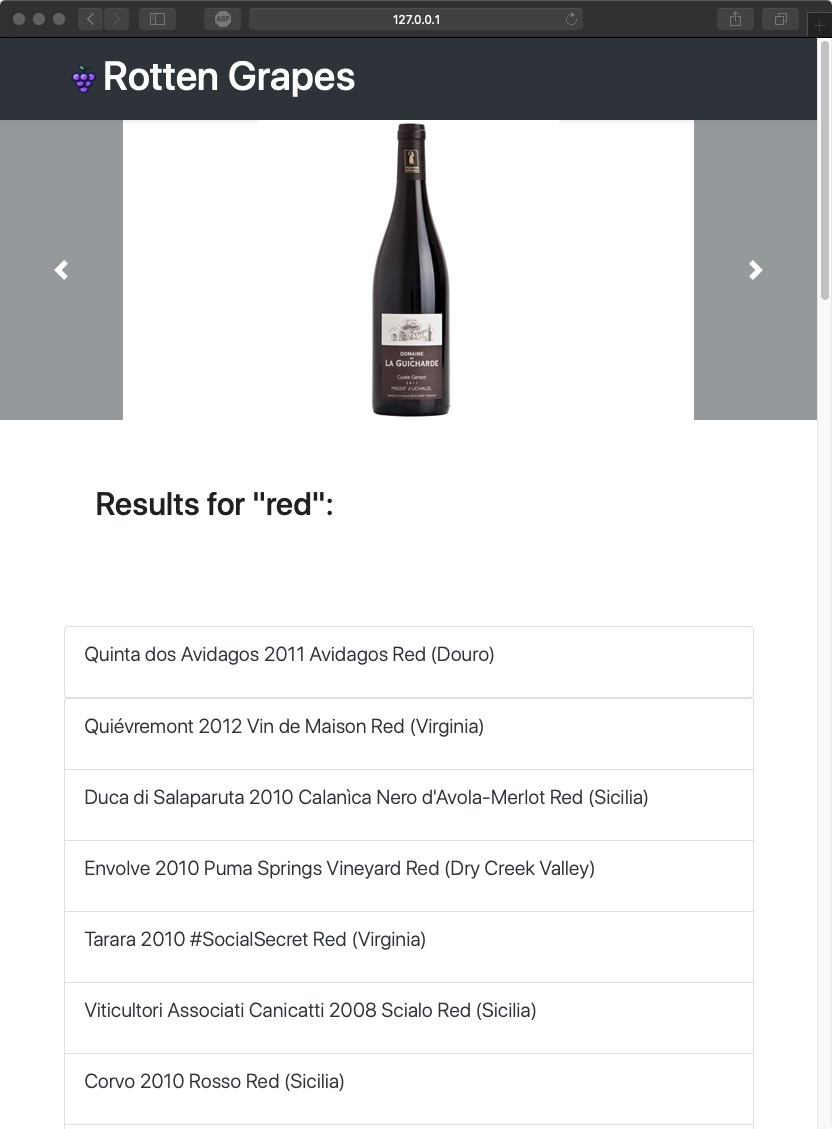 ABP
127.0.0.1
Rotten Grapes
DOMAINE
LA GUICHARDE
Cuvée Genest
2011
MASSIF D'UCHAUX
Results for "red":
Quinta dos Avidagos 2011 Avidagos Red (Douro)
Quiévremont 2012 Vin de Maison Red (Virginia)
Duca di Salaparuta 2010 Calanìca Nero d'Avola-Merlot Red (Sicilia)
Envolve 2010 Puma Springs Vineyard Red (Dry Creek Valley)
Tarara 2010 #SocialSecret Red (Virginia)
Viticultori Associati Canicatti 2008 Scialo Red (Sicilia)
Corvo 2010 Rosso Red (Sicilia)